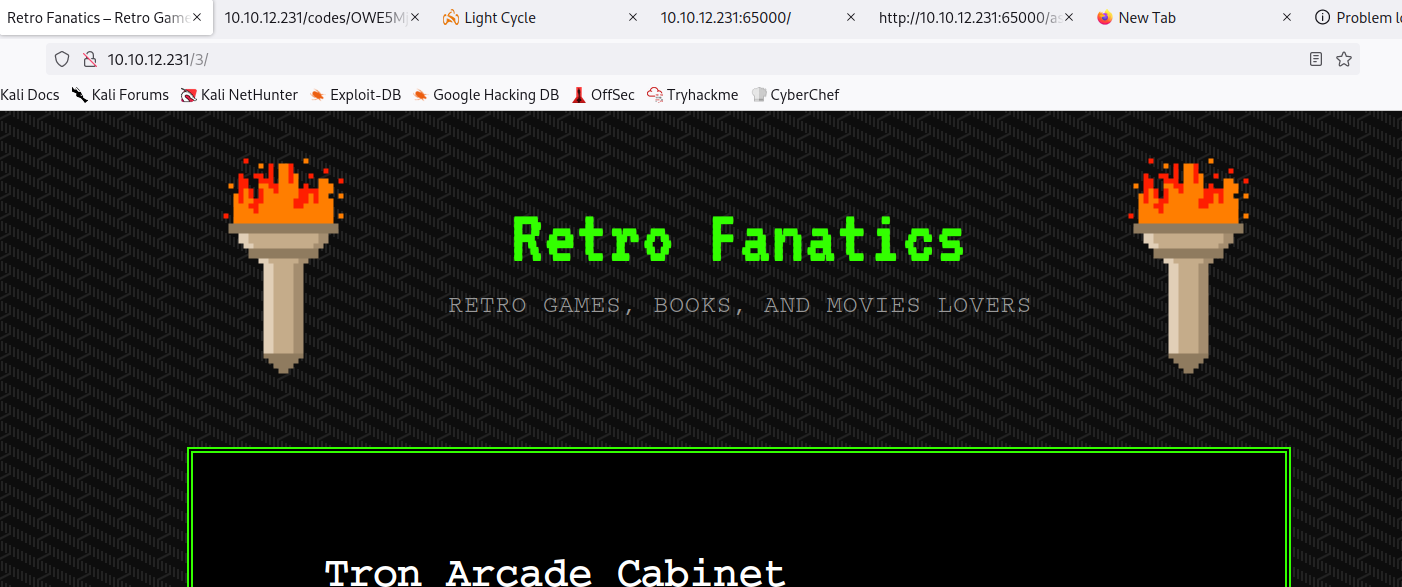 Retro Fanatics – Retro Game
10.10.12.231/codes/OWE5M
Light Cycle
10.10.12.231:65000/
http://10.10.12.231:65000/as
New Tab
Problem lo
10.10.12.231/3/
Kali Docs
Kali Forums
Kali NetHunter
Exploit-DB
Google Hacking DB
OffSec
Tryhackme
CyberChef
Retro Fanatics
RETRO GAMES, BOOKS, AND MOVIES LOVERS
Tron Arcade Cabinet